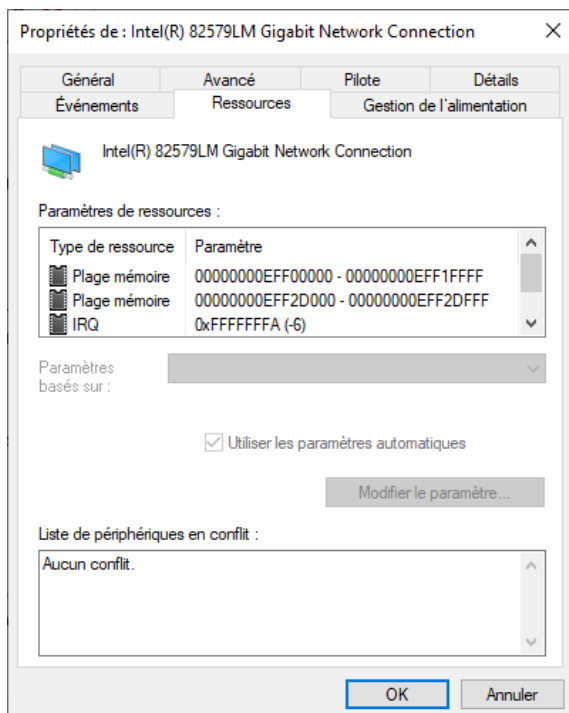 Propriétés de : Intel(R) 82579LM Gigabit Network Connection
Général Avancé Pilote Détails
Événements Ressources Gestion de l'alimentation
Intel(R) 82579LM Gigabit Network Connection
Paramètres de ressources :
Type de ressource Paramètre
Plage mémoire 00000000EFF00000 - 00000000EFF1FFFF
Plage mémoire 00000000EFF2D000 - 00000000EFF2DFFF
IRQ 0xFFFFFFFA (-6)
Paramètres
basés sur :
Utiliser les paramètres automatiques
Modifier le paramètre...
Liste de périphériques en conflit :
Aucun conflit.
OK Annuler